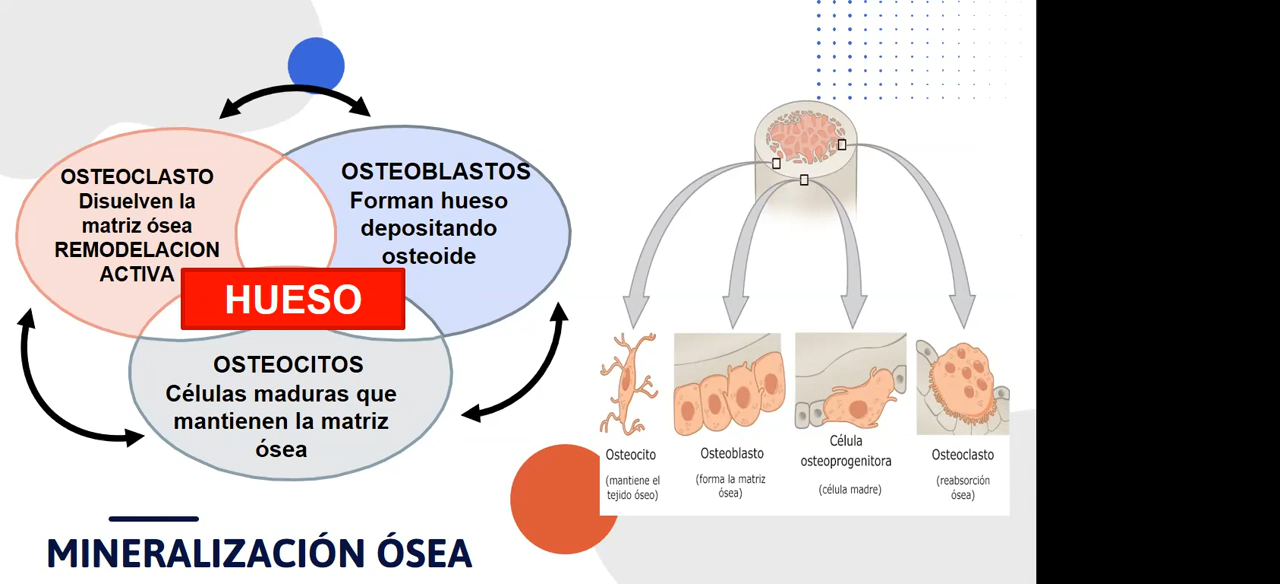 OSTEOCLASTO
Disuelven la
matriz ósea
REMODELACION
ACTIVA
OSTEOBLASTOS
Forman hueso
depositando
osteoide
HUESO
OSTEOCITOS
Células maduras que
mantienen la matriz
ósea
MINERALIZACIÓN ÓSEA
Osteocito
(mantiene el
tejido óseo)
Osteoblasto
(forma la matriz
ósea)
Célula
osteoprogenitora
(célula madre)
Osteoclasto
(reabsorción
ósea)